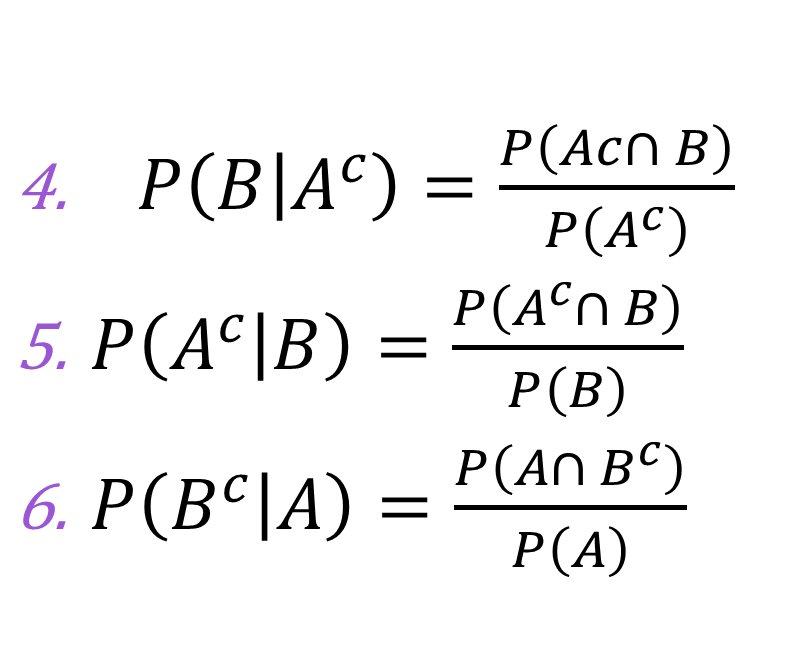 4. P(B|A^c) = P(Ac∩ B) / P(A^c)
5. P(A^c|B) = P(A^c∩ B) / P(B)
6. P(B^c|A) = P(A∩ B^c) / P(A)